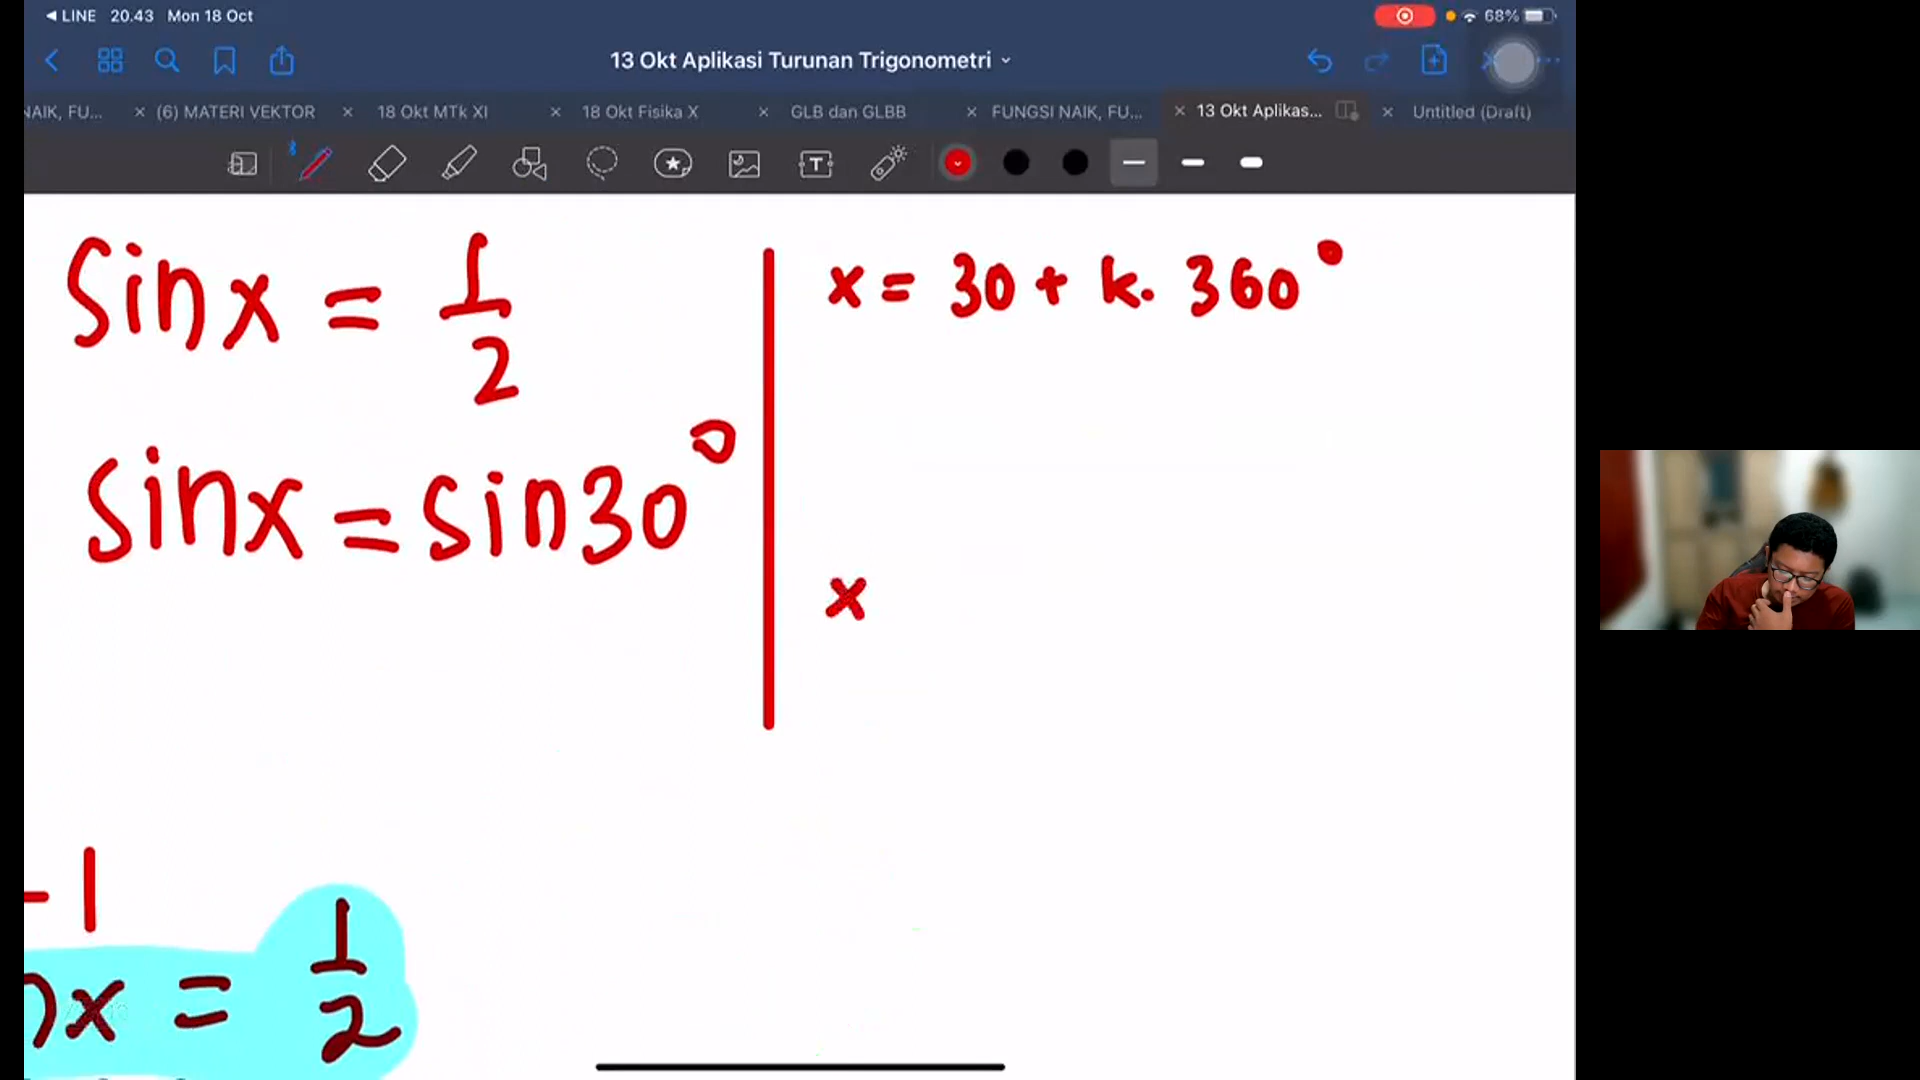 LINE 20.43 Mon 18 Oct 68%
13 Okt Aplikasi Turunan Trigonometri
NAIK, FU... (6) MATERI VEKTOR 18 Okt MTk XI 18 Okt Fisika X GLB dan GLBB FUNGSI NAIK, FU... 13 Okt Aplikas... Untitled (Draft)
sin x = 1/2
sin x = sin 30°
x = 30 + k. 360°
x
- 1
nx = 1/2